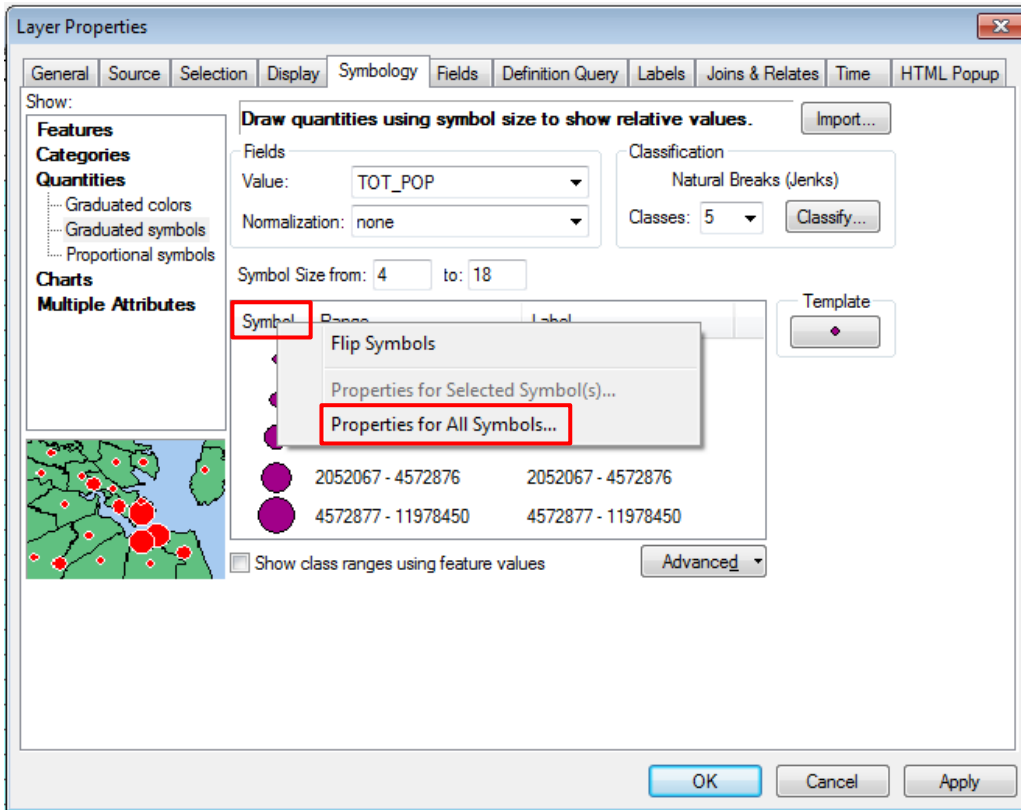 Layer Properties
General Source Selection Display Symbology Fields Definition Query Labels Joins & Relates Time HTML Popup
Show:
Features
Categories
Quantities
Graduated colors
Graduated symbols
Proportional symbols
Charts
Multiple Attributes
Draw quantities using symbol size to show relative values.
Import...
Fields
Value: TOT_POP
Normalization: none
Classification
Natural Breaks (Jenks)
Classes: 5 Classify...
Symbol Size from: 4 to: 18
Symbol Range Label
Template
Flip Symbols
Properties for Selected Symbol(s)...
Properties for All Symbols...
2052067 - 4572876 2052067 - 4572876
4572877 - 11978450 4572877 - 11978450
Show class ranges using feature values
Advanced
OK Cancel Apply